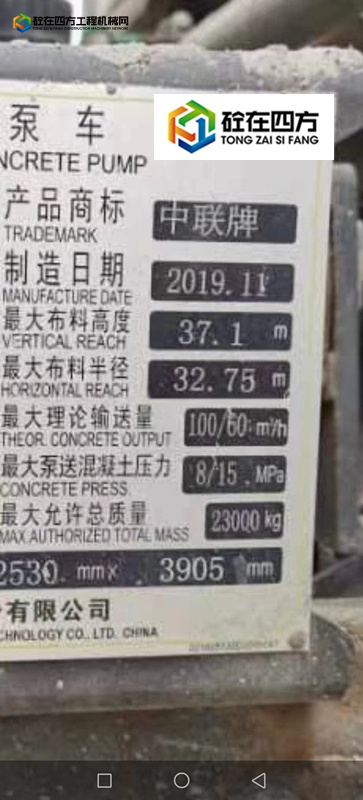 砼在四方工程机械网
泵 车
NCRETE PUMP
砼在四方
TONG ZAI SI FANG
产品商标 中联牌
TRADEMARK
制造日期 2019.11
MANUFACTURE DATE
最大布料高度 37.1 m
VERTICAL REACH
最大布料半径 32.75 m
HORIZONTAL REACH
最大理论输送量 100/60 m³/h
THEOR. CONCRETE OUTPUT
最大泵送混凝土压力 8/15 . MPa
CONCRETE PRESS.
最大允许总质量 23000 kg
MAX.AUTHORIZED TOTAL MASS
2530. mm× . 3905 mm
有限公司
CHNOLOGY CO., LTD. CHINA